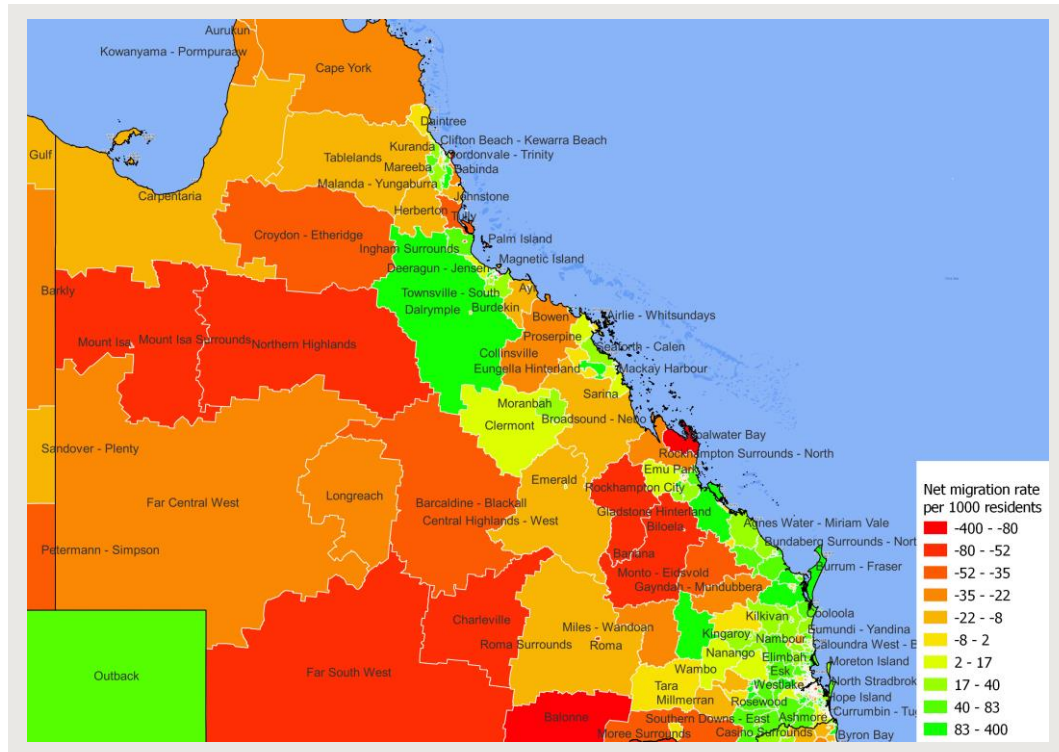 Aurukun
Kowanyama - Pormpuraaw
Cape York
Daintree
Clifton Beach - Kewarra Beach
Kuranda
Gulf
Tablelands
Gordonvale - Trinity
Mareeba
Babinda
Malanda - Yungaburra
Carpentaria
Johnstone
Herberton
Tully
Croydon - Etheridge
Palm Island
Ingham Surrounds
Magnetic Island
Deeragun - Jensen
Barkly
Townsville - South
Ayr
Dalrymple
Burdekin
Bowen
Airlie - Whitsundays
Mount Isa
Mount Isa Surrounds
Northern Highlands
Proserpine
Seaforth - Calen
Collinsville
Eungella Hinterland
Mackay Harbour
Sarina
Moranbah
Broadsound - Nebo
Clermont
Sandover - Plenty
Rockhampton Surrounds - North
Emu Park
Far Central West
Longreach
Barcaldine - Blackall
Emerald
Rockhampton City
Central Highlands - West
Gladstone Hinterland
Agnes Water - Miriam Vale
Biloela
Bundaberg Surrounds - Nort
Petermann - Simpson
Banana
Burrum - Fraser
Monto - Eidsvold
Gayndah - Mundubbera
Charleville
Miles - Wandoan
Kilkivan
Cooloola
Roma Surrounds
Roma
Kingaroy
Nambour
Eumundi - Yandina
Caloundra West - B
Outback
Far South West
Nanango
Elimbah
Moreton Island
Wambo
Esk
Tara
Westlake
North Stradbrok
Millmerran
Rosewood
Hope Island
Balonne
Southern Downs - East
Ashmore
Currumbin - Tug
Moree Surrounds
Casino Surrounds
Byron Bay
Net migration rate
per 1000 residents
-400 - -80
-80 - -52
-52 - -35
-35 - -22
-22 - -8
-8 - 2
2 - 17
17 - 40
40 - 83
83 - 400